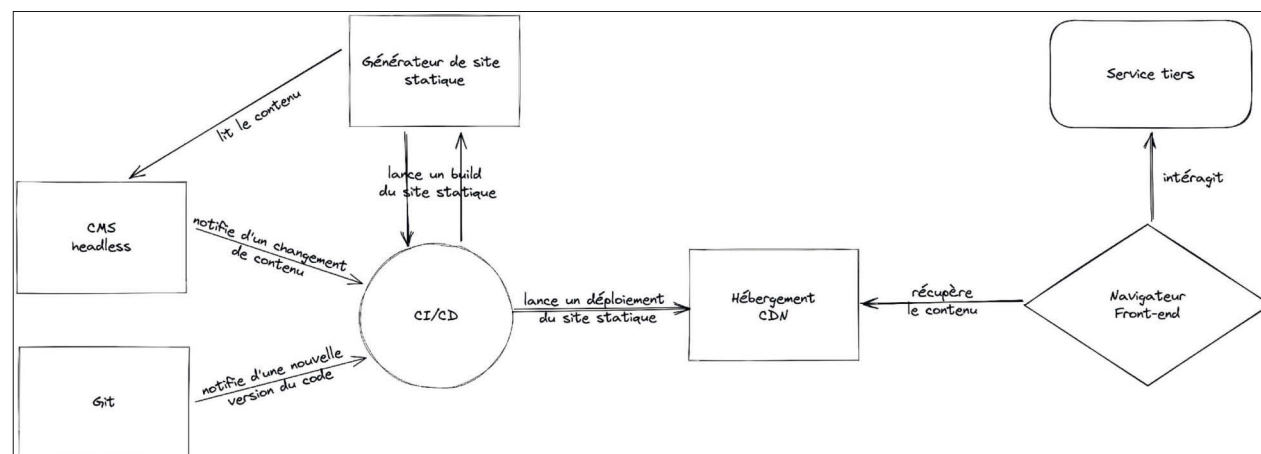 Générateur de site
statique
Service tiers
lit le contenu
lance un build
du site statique
intéragit
CMS
headless
notifie d'un changement
de contenu
CI/CD
lance un déploiement
du site statique
Hébergement
CDN
récupère
le contenu
Navigateur
Front-end
Git
notifie d'une nouvelle
version du code